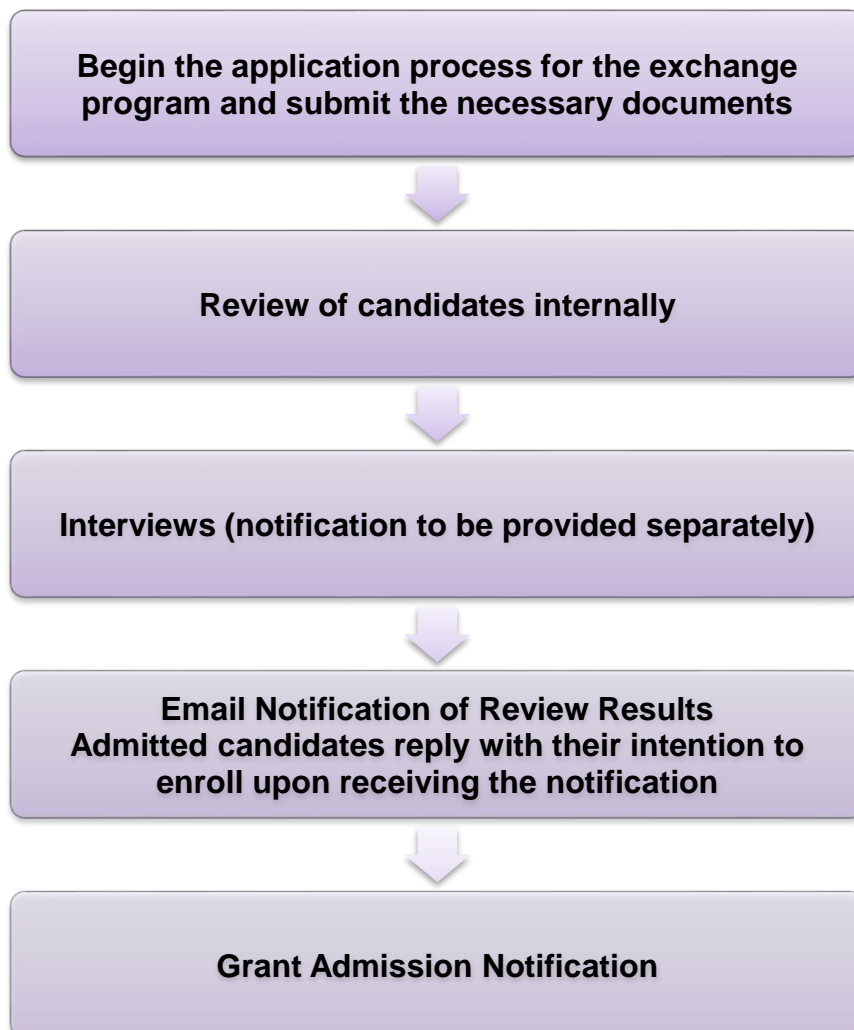 Begin the application process for the exchange
program and submit the necessary documents
Review of candidates internally
Interviews (notification to be provided separately)
Email Notification of Review Results
Admitted candidates reply with their intention to
enroll upon receiving the notification
Grant Admission Notification